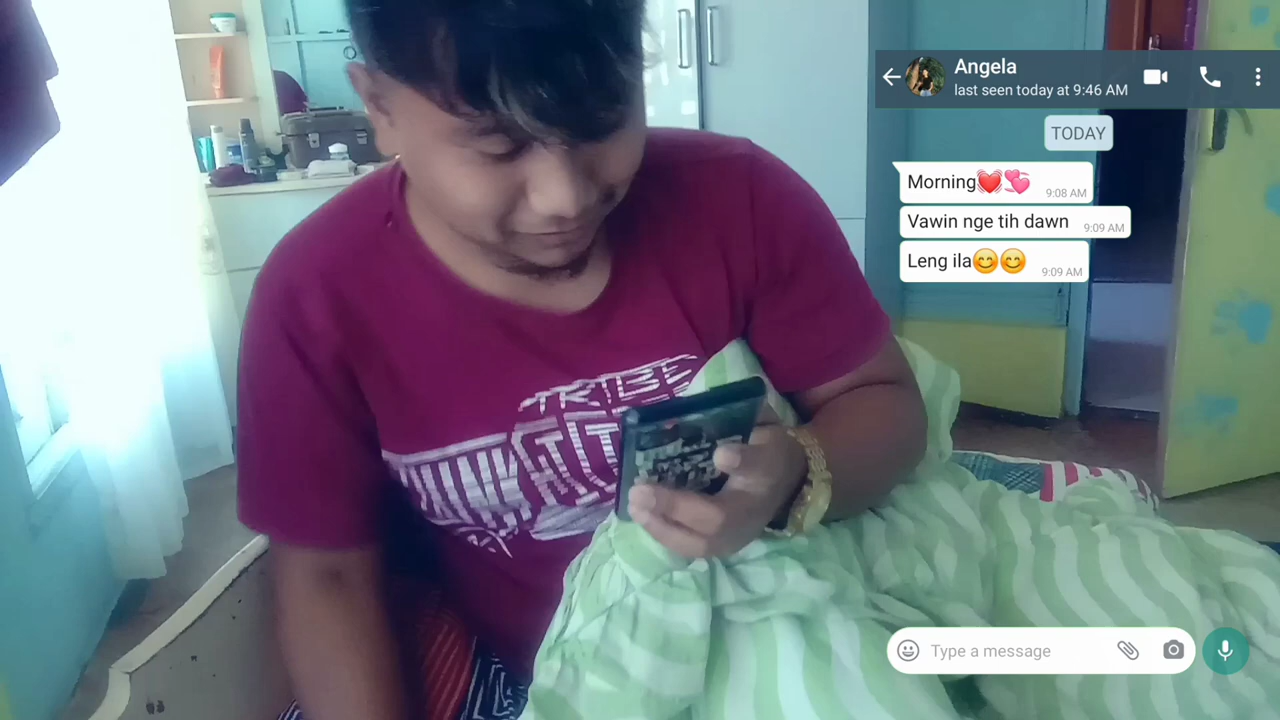 Angela
last seen today at 9:46 AM
TODAY
Morning❤️💞 9:08 AM
Vawin nge tih dawn 9:09 AM
Leng ila😊😊 9:09 AM
TRIBE
Type a message